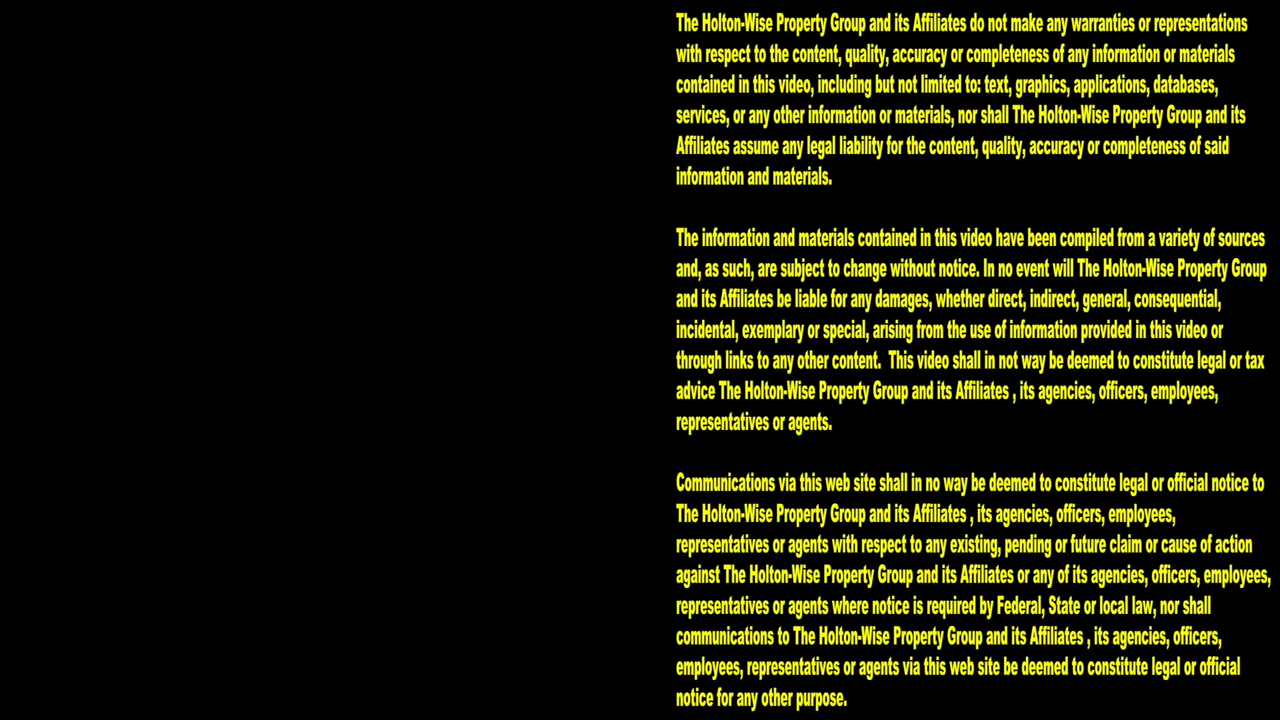 The Holton-Wise Property Group and its Affiliates do not make any warranties or representations
with respect to the content, quality, accuracy or completeness of any information or materials
contained in this video, including but not limited to: text, graphics, applications, databases,
services, or any other information or materials, nor shall The Holton-Wise Property Group and its
Affiliates assume any legal liability for the content, quality, accuracy or completeness of said
information and materials.
The information and materials contained in this video have been compiled from a variety of sources
and, as such, are subject to change without notice. In no event will The Holton-Wise Property Group
and its Affiliates be liable for any damages, whether direct, indirect, general, consequential,
incidental, exemplary or special, arising from the use of information provided in this video or
through links to any other content.  This video shall in not way be deemed to constitute legal or tax
advice The Holton-Wise Property Group and its Affiliates , its agencies, officers, employees,
representatives or agents.
Communications via this web site shall in no way be deemed to constitute legal or official notice to
The Holton-Wise Property Group and its Affiliates , its agencies, officers, employees,
representatives or agents with respect to any existing, pending or future claim or cause of action
against The Holton-Wise Property Group and its Affiliates or any of its agencies, officers, employees,
representatives or agents where notice is required by Federal, State or local law, nor shall
communications to The Holton-Wise Property Group and its Affiliates , its agencies, officers,
employees, representatives or agents via this web site be deemed to constitute legal or official
notice for any other purpose.